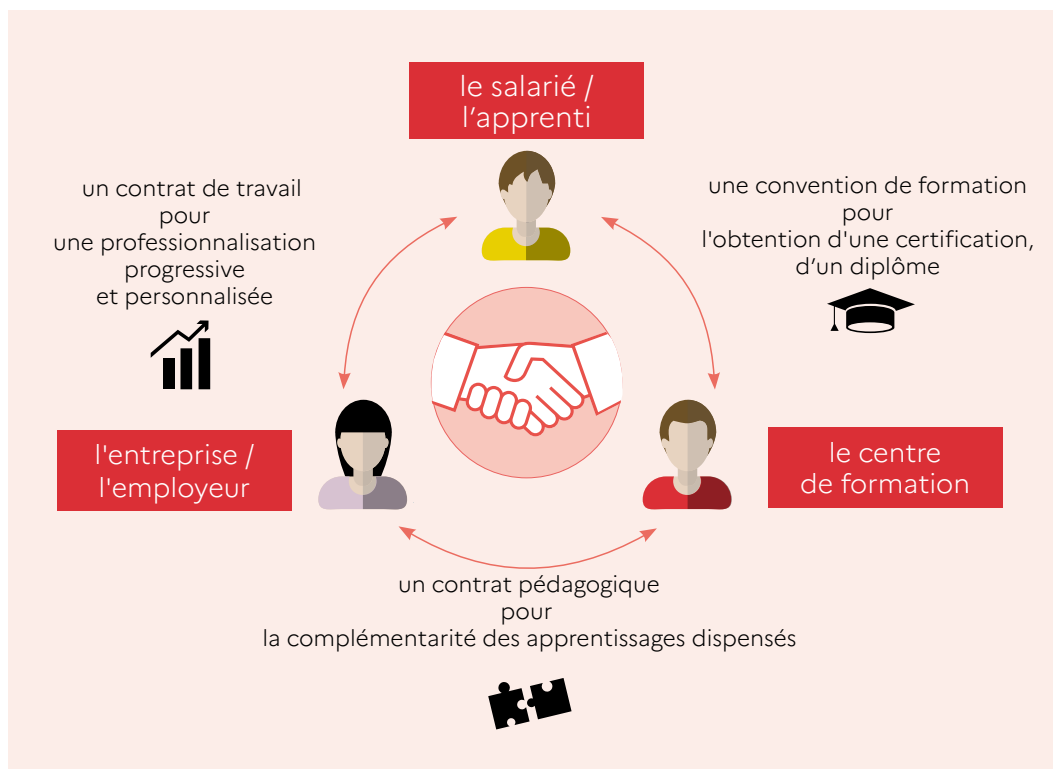 le salarié /
l’apprenti
un contrat de travail
pour
une professionnalisation
progressive
et personnalisée
une convention de formation
pour
l'obtention d'une certification,
d’un diplôme
l'entreprise /
l'employeur
le centre
de formation
un contrat pédagogique
pour
la complémentarité des apprentissages dispensés